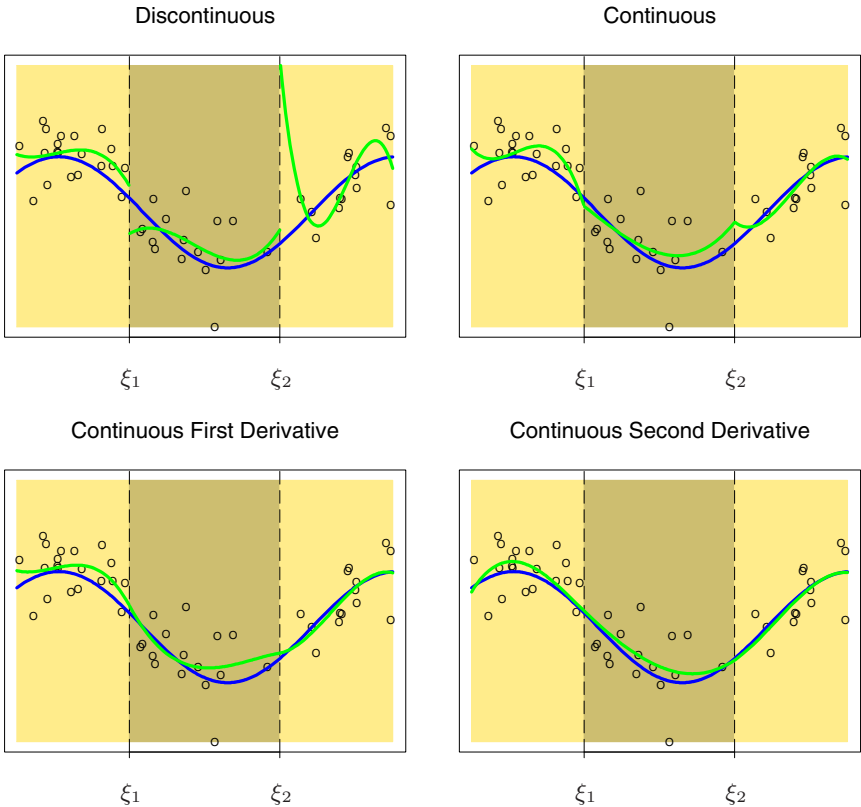 Discontinuous
Continuous
ξ1 ξ2
ξ1 ξ2
Continuous First Derivative
Continuous Second Derivative
ξ1 ξ2
ξ1 ξ2